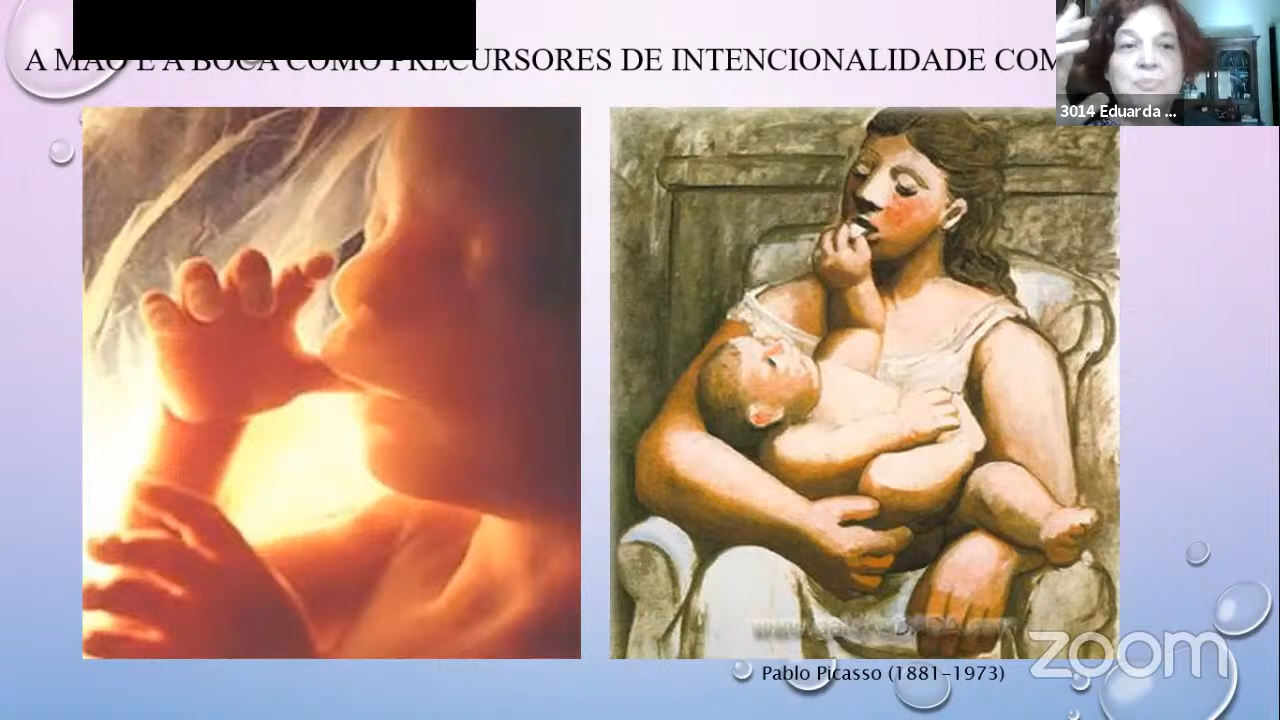 A MÃO E A BOCA COMO PRECURSORES DE INTENCIONALIDADE COM
3014 Eduarda ...
Pablo Picasso (1881-1973)
zoom